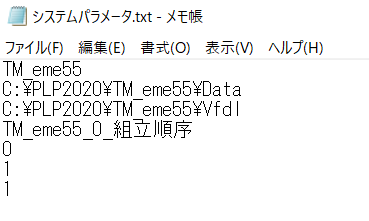 システムパラメータ.txt - メモ帳
ファイル(F) 編集(E) 書式(O) 表示(V) ヘルプ(H)
TM_eme55
C:¥PLP2020¥TM_eme55¥Data
C:¥PLP2020¥TM_eme55¥Vfdl
TM_eme55_0_組立順序
0
1
1